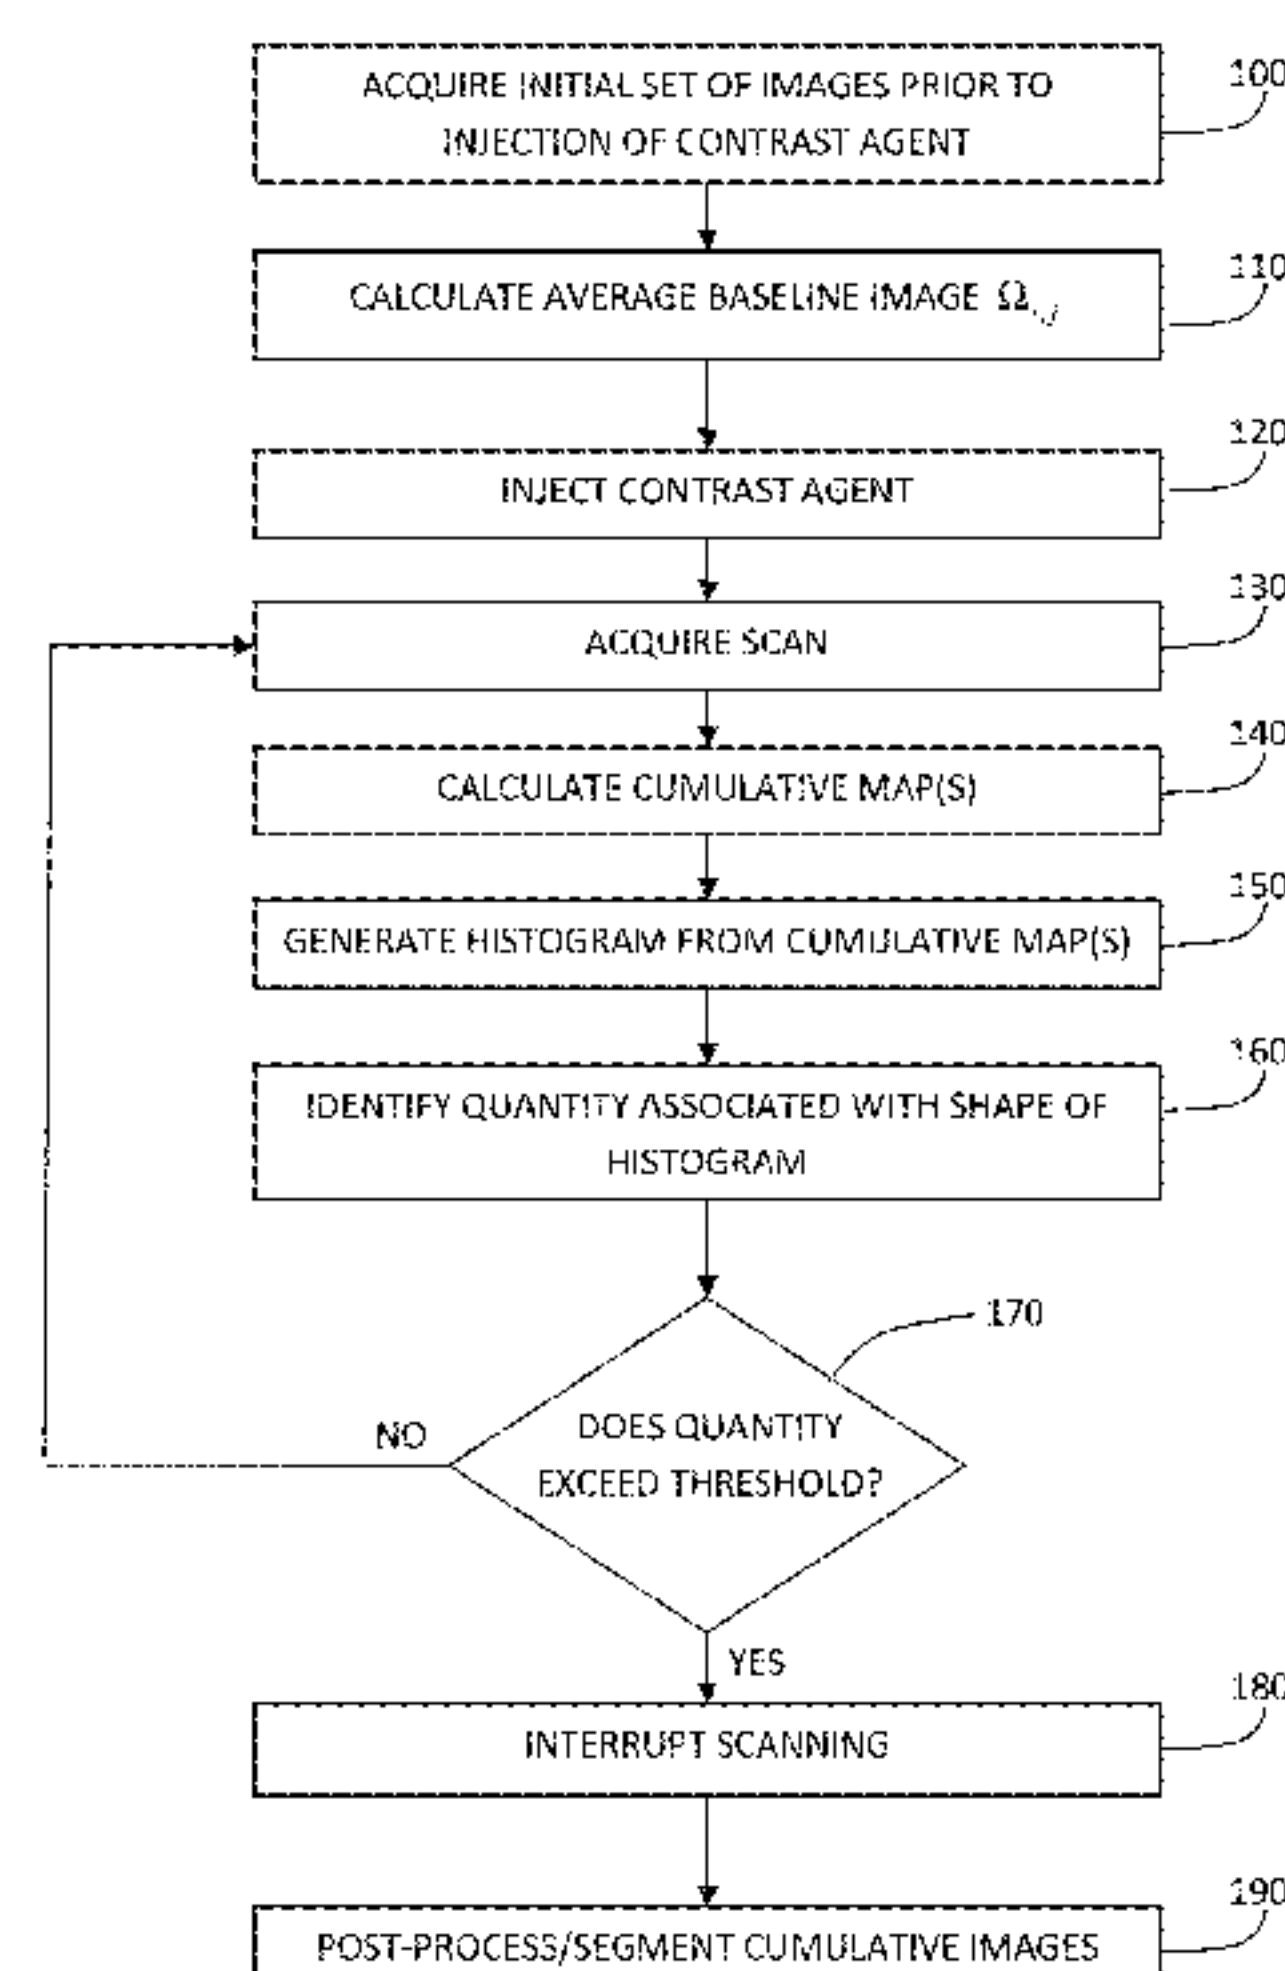 100
ACQUIRE INITIAL SET OF IMAGES PRIOR TO
INJECTION OF CONTRAST AGENT
110
CALCULATE AVERAGE BASELINE IMAGE Ω
120
INJECT CONTRAST AGENT
130
ACQUIRE SCAN
140
CALCULATE CUMULATIVE MAP(S)
150
GENERATE HISTOGRAM FROM CUMULATIVE MAP(S)
160
IDENTIFY QUANTITY ASSOCIATED WITH SHAPE OF
HISTOGRAM
170
DOES QUANTITY
EXCEED THRESHOLD?
NO
YES
180
INTERRUPT SCANNING
190
POST-PROCESS/SEGMENT CUMULATIVE IMAGES